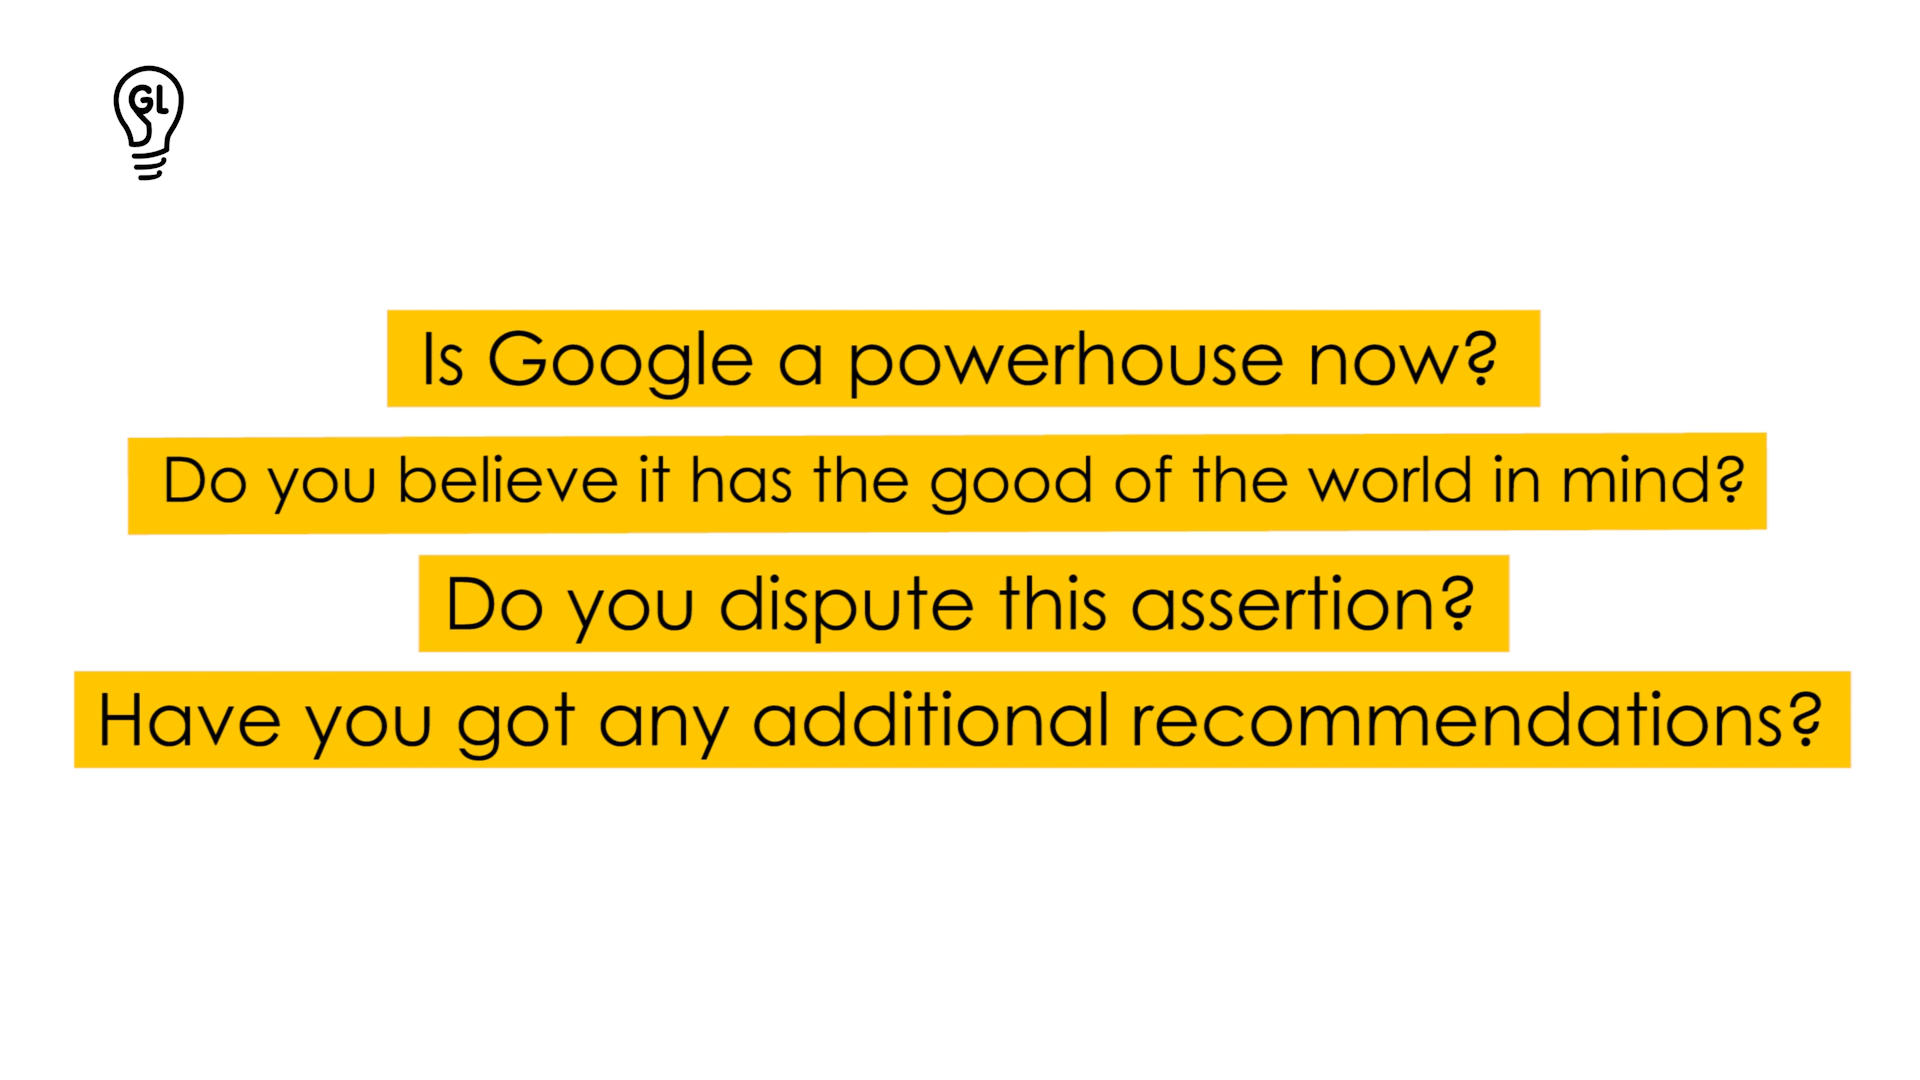 GL
Is Google a powerhouse now?
Do you believe it has the good of the world in mind?
Do you dispute this assertion?
Have you got any additional recommendations?